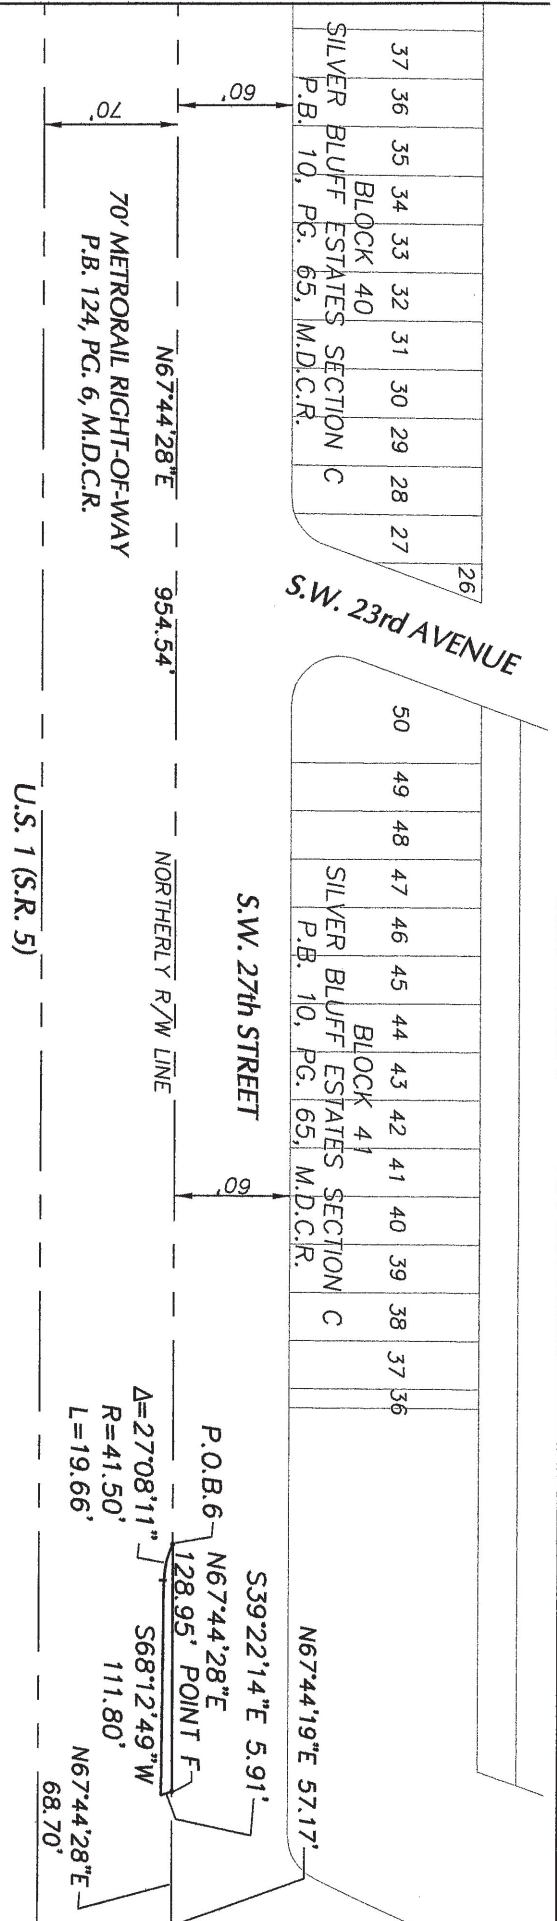 37 36 35 34 33 32 31 30 29 28 27 26
BLOCK 40
SILVER BLUFF ESTATES SECTION C
P.B. 10, PG. 65, M.D.C.R.
S.W. 23rd AVENUE
50 49 48 47 46 45 44 43 42 41 40 39 38 37 36
BLOCK 41
SILVER BLUFF ESTATES SECTION C
P.B. 10, PG. 65, M.D.C.R.
60'
S.W. 27th STREET
60'
N67°44'19"E 57.17'
S39°22'14"E 5.91'
N67°44'28"E
128.95' POINT F
P.O.B.6
N67°44'28"E 954.54'
NORTHERLY R/W LINE
70'
70' METRORAIL RIGHT-OF-WAY
P.B. 124, PG. 6, M.D.C.R.
Δ=27°08'11"
R=41.50'
L=19.66'
S68°12'49"W
111.80'
N67°44'28"E
68.70'
U.S. 1 (S.R. 5)